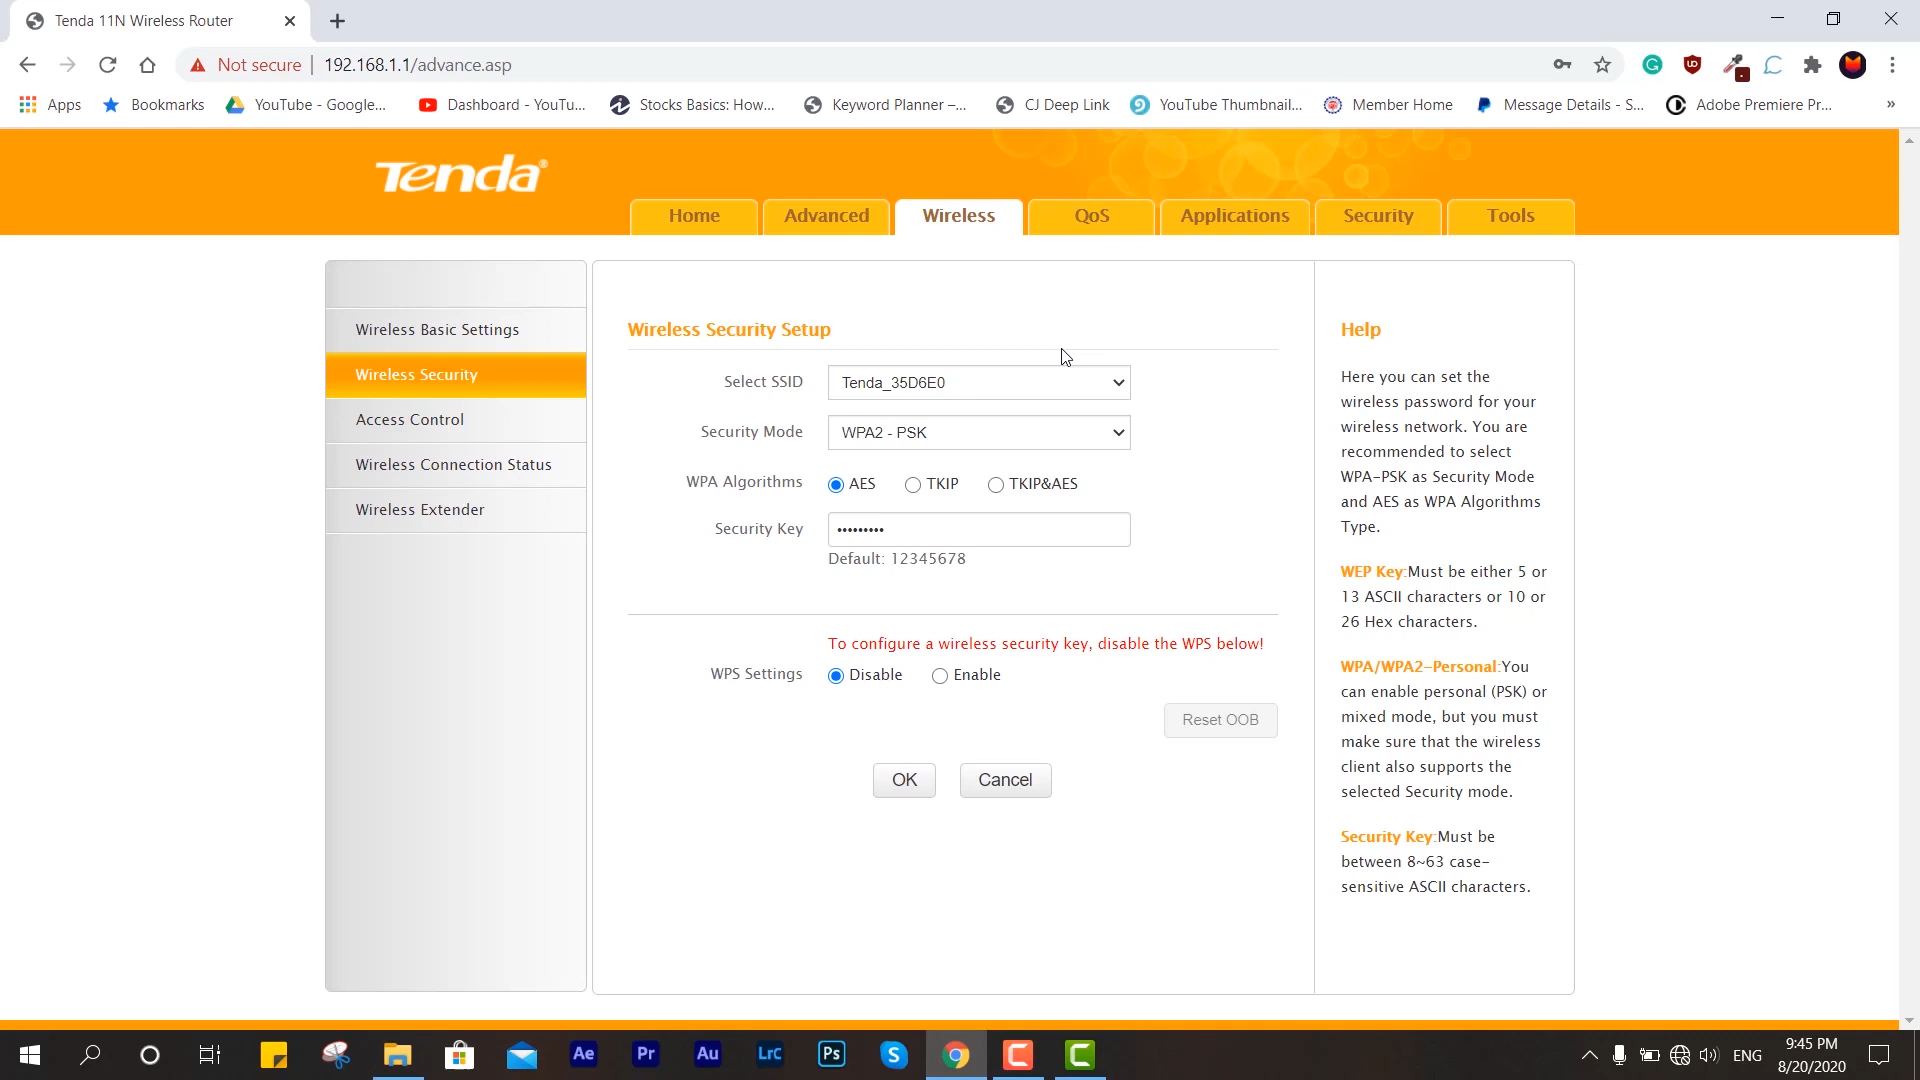 Tenda 11N Wireless Router
Not secure | 192.168.1.1/advance.asp
Apps Bookmarks YouTube - Google... Dashboard - YouTu... Stocks Basics: How... Keyword Planner –... CJ Deep Link YouTube Thumbnail... Member Home Message Details - S... Adobe Premiere Pr... »
Tenda®
Home Advanced Wireless QoS Applications Security Tools
Wireless Basic Settings
Wireless Security
Access Control
Wireless Connection Status
Wireless Extender
Wireless Security Setup
Select SSID Tenda_35D6E0
Security Mode WPA2 - PSK
WPA Algorithms AES TKIP TKIP&AES
Security Key •••••••••
Default: 12345678
To configure a wireless security key, disable the WPS below!
WPS Settings Disable Enable
Reset OOB
OK Cancel
Help
Here you can set the
wireless password for your
wireless network. You are
recommended to select
WPA-PSK as Security Mode
and AES as WPA Algorithms
Type.
WEP Key:Must be either 5 or
13 ASCII characters or 10 or
26 Hex characters.
WPA/WPA2-Personal:You
can enable personal (PSK) or
mixed mode, but you must
make sure that the wireless
client also supports the
selected Security mode.
Security Key:Must be
between 8~63 case-
sensitive ASCII characters.
Ae Pr Au LrC Ps S C C ENG
9:45 PM
8/20/2020